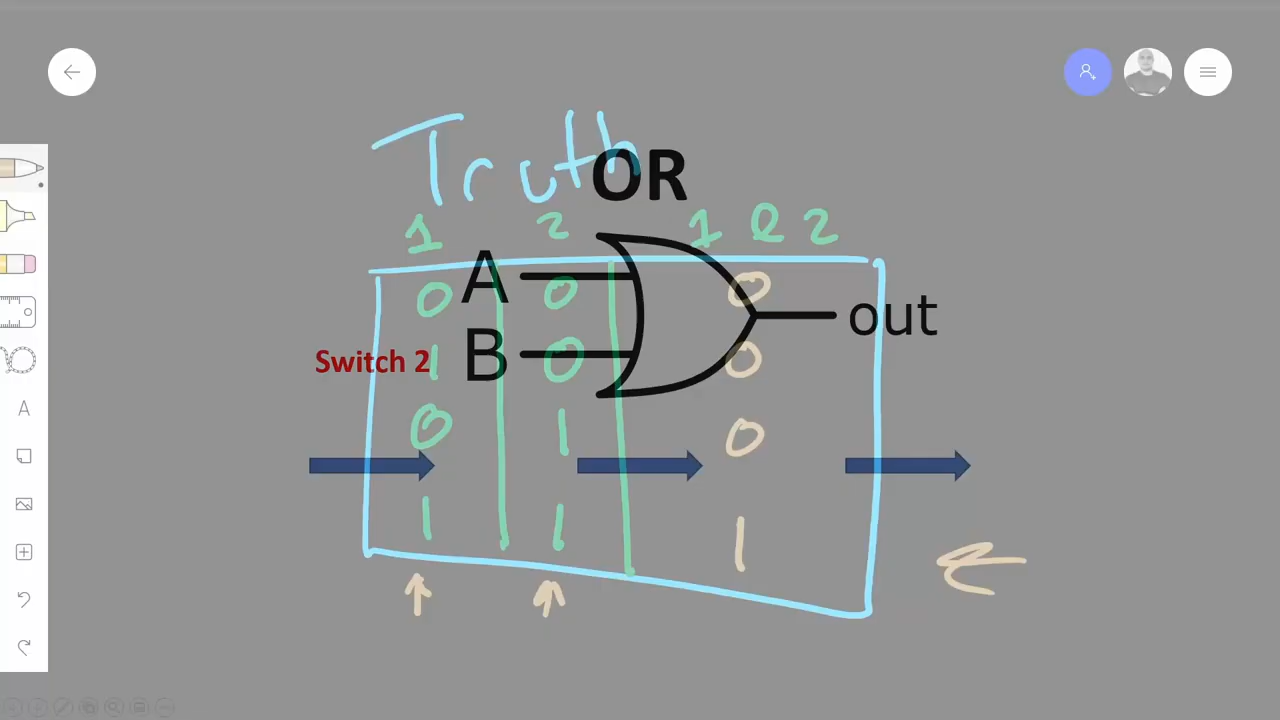 Truth
OR
1 2 1 & 2
A 0 0 0
out
Switch 2 1 B 0 0
0 1 0
1 1 1
A